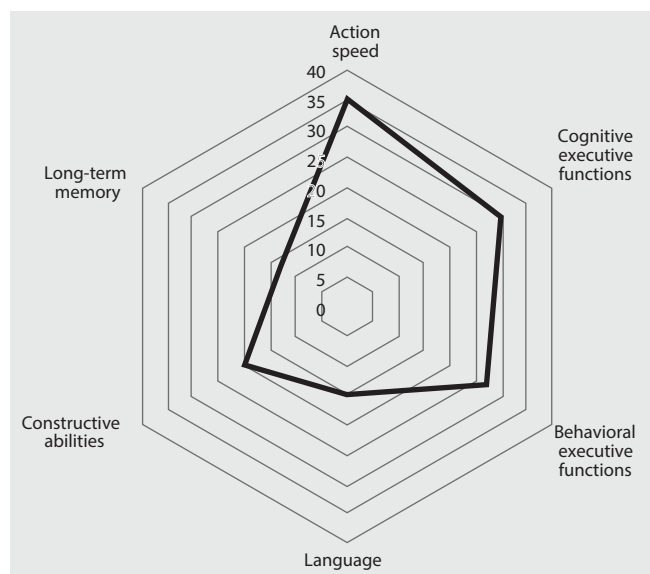 Action
speed
40
35
30
25
20
15
10
5
0
Cognitive
executive
functions
Long-term
memory
Constructive
abilities
Behavioral
executive
functions
Language